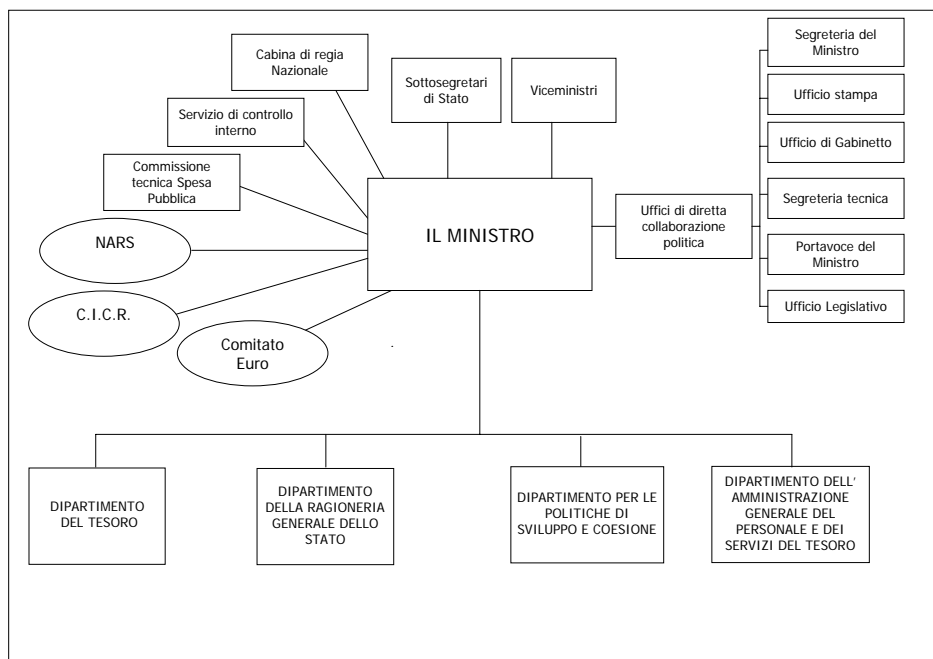 Cabina di regia
Nazionale
Servizio di controllo
interno
Commissione
tecnica Spesa
Pubblica
NARS
C.I.C.R.
Comitato
Euro
Sottosegretari
di Stato
Viceministri
IL MINISTRO
Uffici di diretta
collaborazione
politica
Segreteria del
Ministro
Ufficio stampa
Ufficio di Gabinetto
Segreteria tecnica
Portavoce del
Ministro
Ufficio Legislativo
DIPARTIMENTO
DEL TESORO
DIPARTIMENTO
DELLA RAGIONERIA
GENERALE DELLO
STATO
DIPARTIMENTO PER LE
POLITICHE DI
SVILUPPO E COESIONE
DIPARTIMENTO DELL'
AMMINISTRAZIONE
GENERALE DEL
PERSONALE E DEI
SERVIZI DEL TESORO